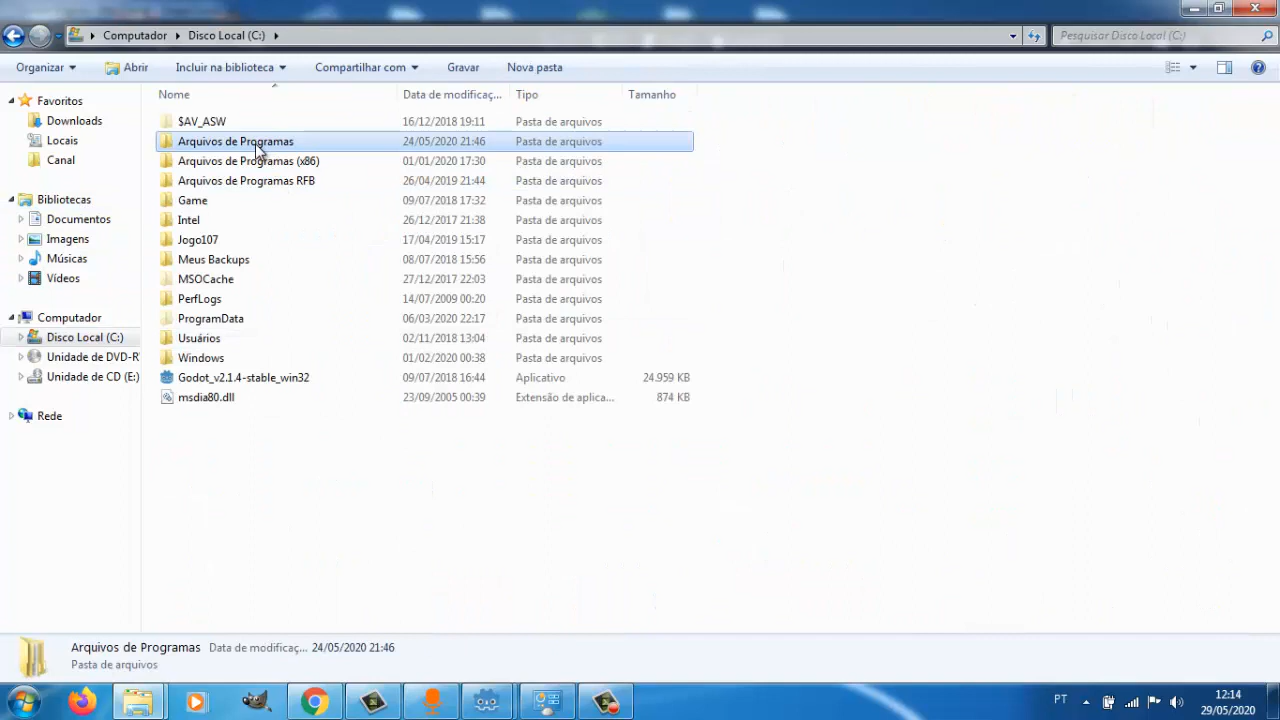 Computador Disco Local (C:) Pesquisar Disco Local (C:)
Organizar Abrir Incluir na biblioteca Compartilhar com Gravar Nova pasta
Nome Data de modificaç... Tipo Tamanho
Favoritos
Downloads
Locais
Canal
Bibliotecas
Documentos
Imagens
Músicas
Vídeos
Computador
Disco Local (C:)
Unidade de DVD-R
Unidade de CD (E:)
Rede
$AV_ASW 16/12/2018 19:11 Pasta de arquivos
Arquivos de Programas 24/05/2020 21:46 Pasta de arquivos
Arquivos de Programas (x86) 01/01/2020 17:30 Pasta de arquivos
Arquivos de Programas RFB 26/04/2019 21:44 Pasta de arquivos
Game 09/07/2018 17:32 Pasta de arquivos
Intel 26/12/2017 21:38 Pasta de arquivos
Jogo107 17/04/2019 15:17 Pasta de arquivos
Meus Backups 08/07/2018 15:56 Pasta de arquivos
MSOCache 27/12/2017 22:03 Pasta de arquivos
PerfLogs 14/07/2009 00:20 Pasta de arquivos
ProgramData 06/03/2020 22:17 Pasta de arquivos
Usuários 02/11/2018 13:04 Pasta de arquivos
Windows 01/02/2020 00:38 Pasta de arquivos
Godot_v2.1.4-stable_win32 09/07/2018 16:44 Aplicativo 24.959 KB
msdia80.dll 23/09/2005 00:39 Extensão de aplica... 874 KB
Arquivos de Programas Data de modificaç... 24/05/2020 21:46
Pasta de arquivos
PT 12:14
29/05/2020